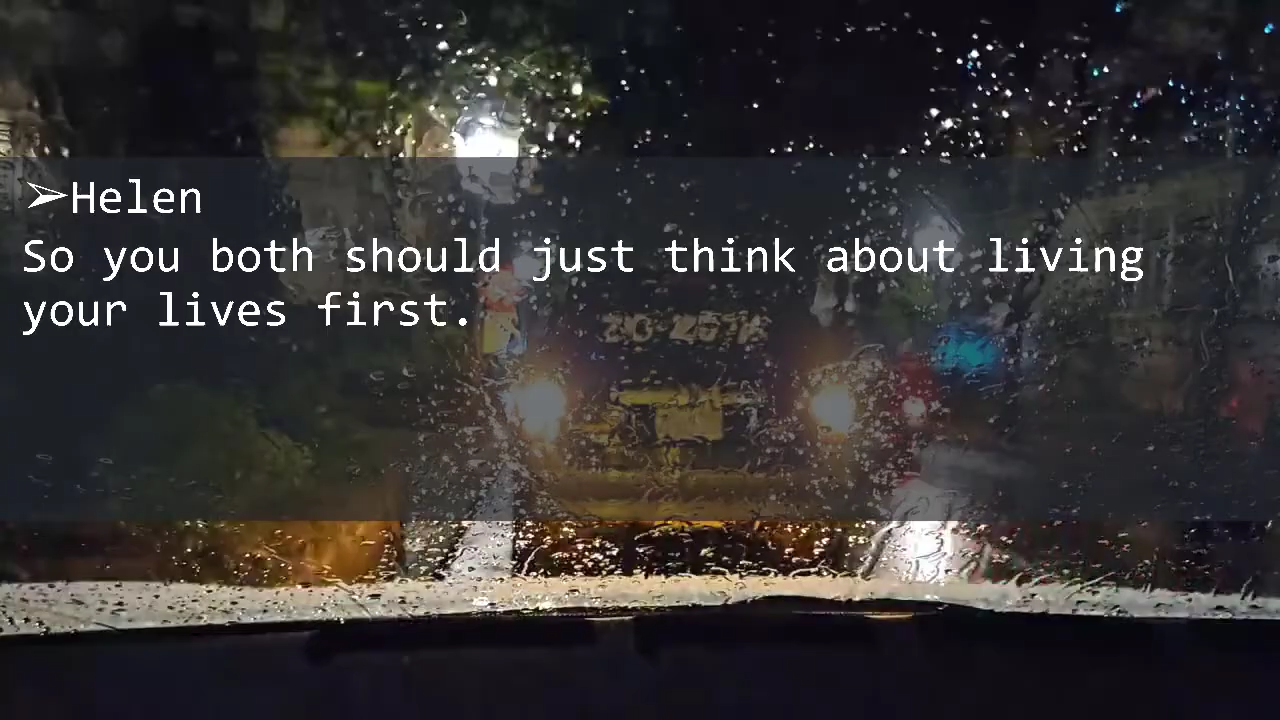 ➢Helen
So you both should just think about living
your lives first.